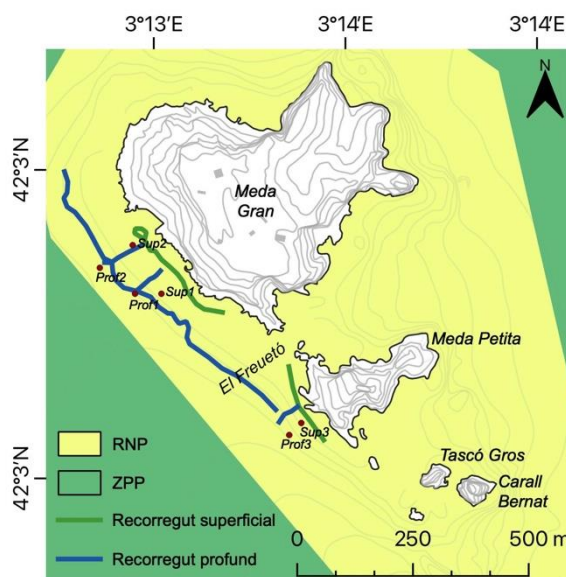 3°13'E 3°14'E 3°14'E
N
42°3'N
Meda
Gran
Sup2
Prof2
Sup1
Prof1
Meda Petita
El Freuetó
Sup3
Prof3
Tascó Gros
Carall
Bernat
42°3'N
RNP
ZPP
Recorregut superficial
Recorregut profund
0 250 500 m